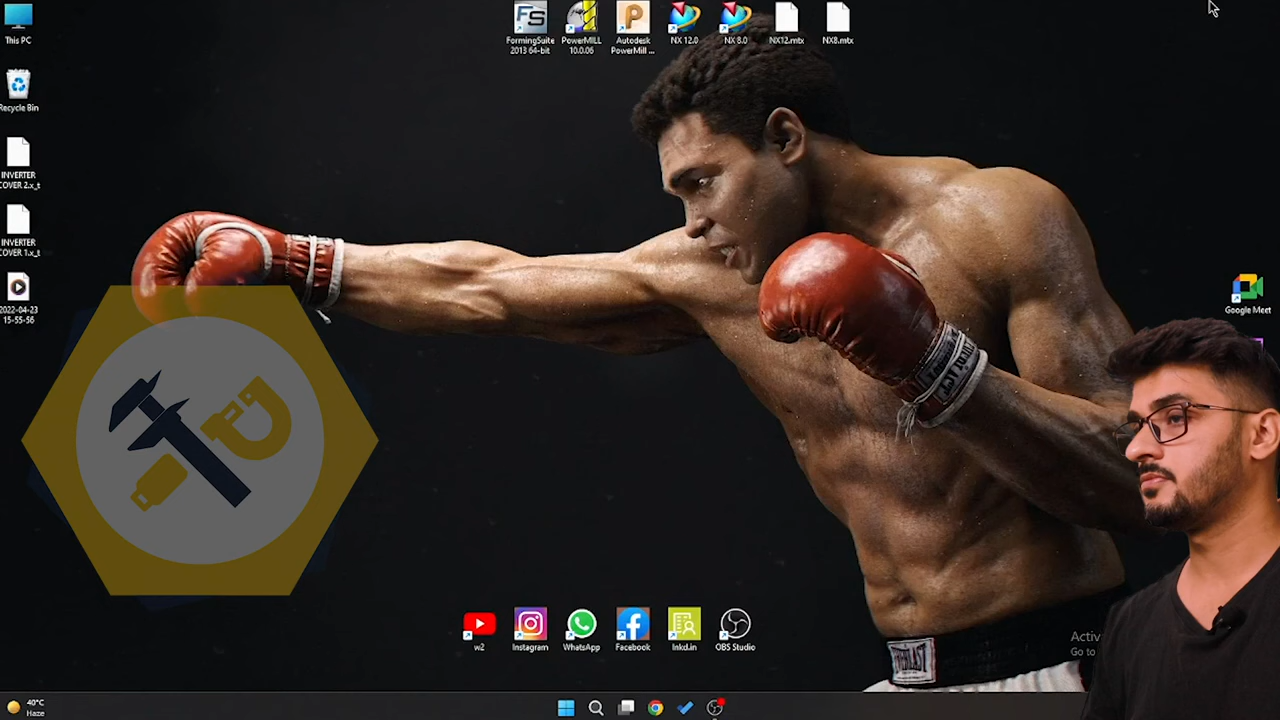 This PC
Recycle Bin
INVERTER
COVER 2.x_t
INVERTER
COVER 1.x_t
2022-04-23
15-55-56
FormingSuite
2013 64-bit
PowerMILL
10.0.06
Autodesk
PowerMill ...
NX 12.0
NX 8.0
NX12.mtx
NX8.mtx
Google Meet
EVERLAST
w2
Instagram
WhatsApp
Facebook
lnkd.in
OBS Studio
Activ
Go to
40°C
Haze